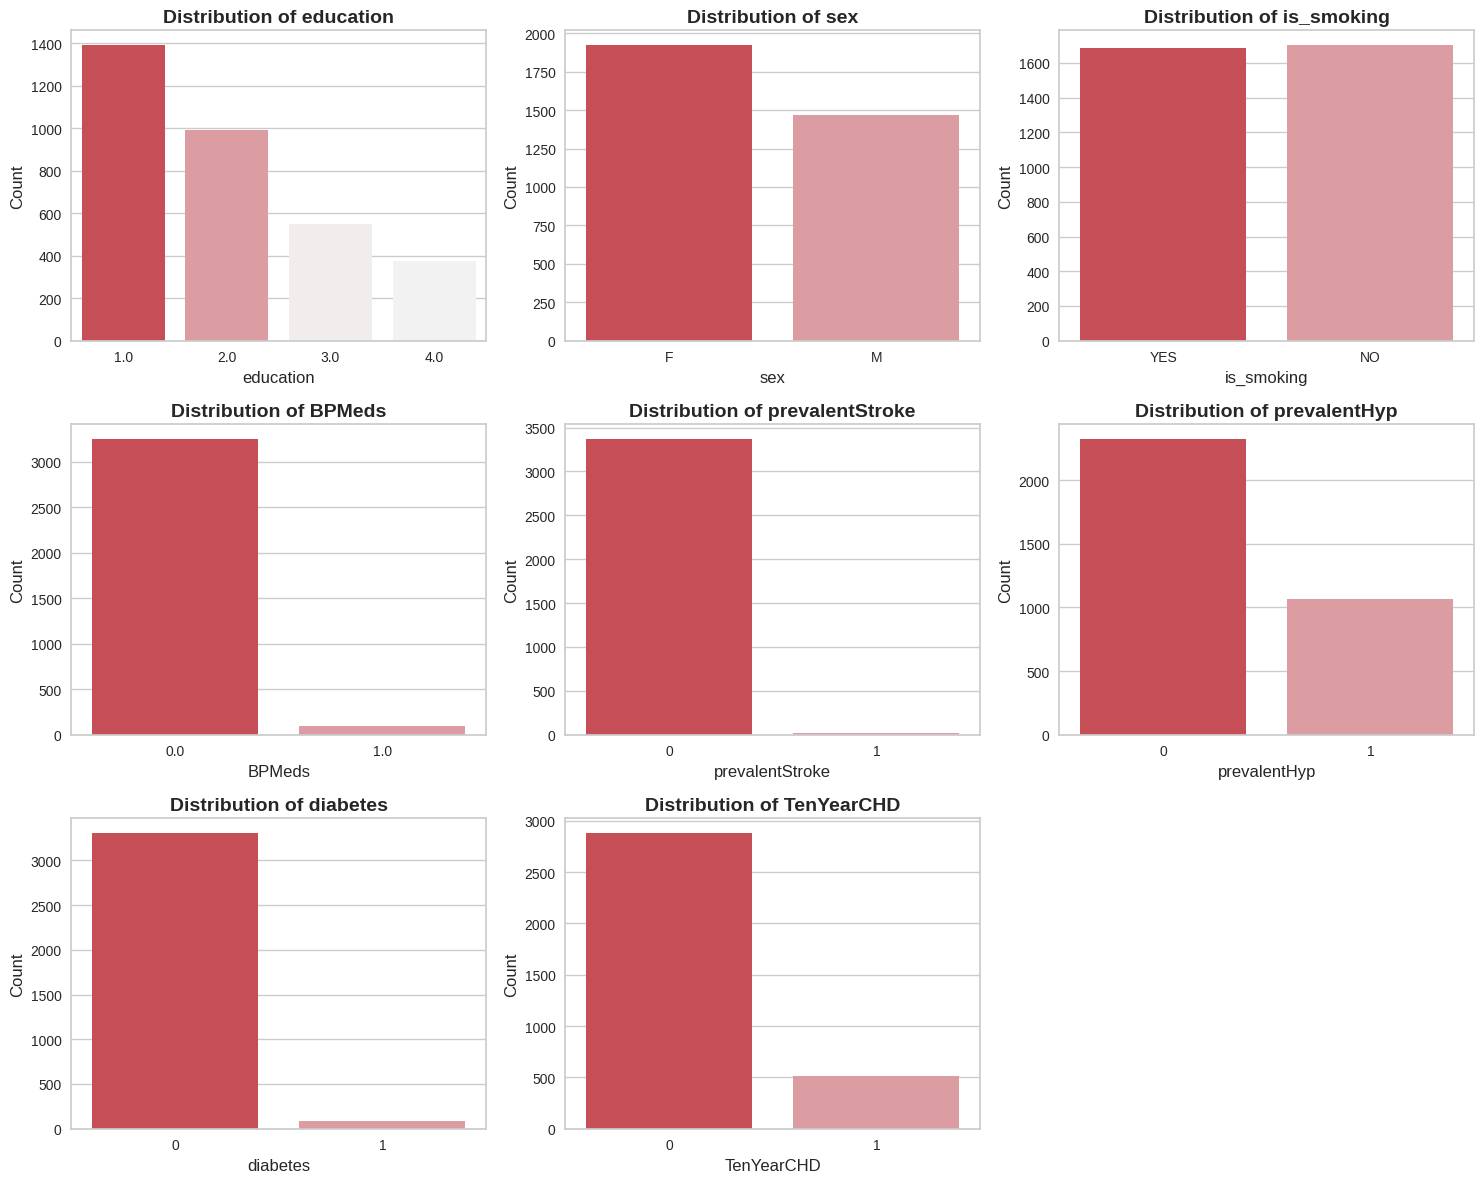 Distribution of education
1400
1200
1000
800
600
400
200
0
Count
1.0 2.0 3.0 4.0
education
Distribution of sex
2000
1750
1500
1250
1000
750
500
250
0
Count
F M
sex
Distribution of is_smoking
1600
1400
1200
1000
800
600
400
200
0
Count
YES NO
is_smoking
Distribution of BPMeds
3000
2500
2000
1500
1000
500
0
Count
0.0 1.0
BPMeds
Distribution of prevalentStroke
3500
3000
2500
2000
1500
1000
500
0
Count
0 1
prevalentStroke
Distribution of prevalentHyp
2000
1500
1000
500
0
Count
0 1
prevalentHyp
Distribution of diabetes
3000
2500
2000
1500
1000
500
0
Count
0 1
diabetes
Distribution of TenYearCHD
3000
2500
2000
1500
1000
500
0
Count
0 1
TenYearCHD